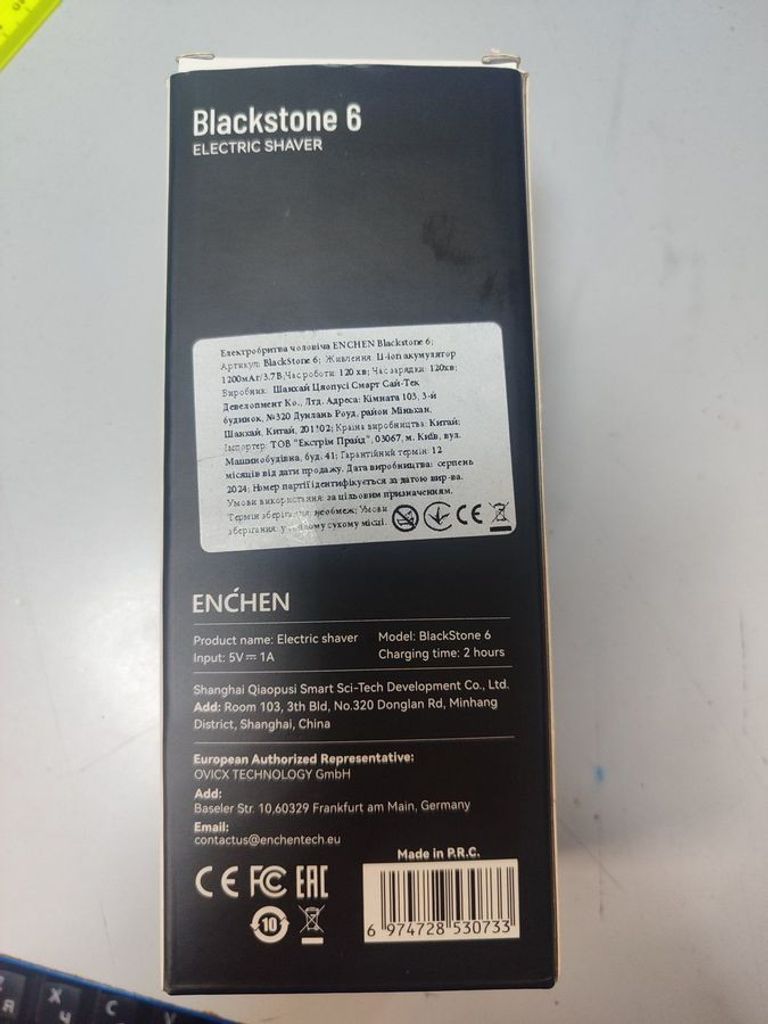 Blackstone 6
ELECTRIC SHAVER
Електробритва чоловіча ENCHEN Blackstone 6;
Артикул: BlackStone 6; Живлення: Li-ion акумулятор
1200мАг/3.7В,Час роботи: 120 хв; Час зарядки: 120хв;
Виробник: Шанхай Цяопусі Смарт Сай-Тек
Девелопмент Ко., Лтд. Адреса: Кімната 103, 3-й
будинок, №320 Дунлань Роуд, район Міньхан,
Шанхай, Китай, 201102; Країна виробництва: Китай;
Імпортер: ТОВ "Екстрім Прайд", 03067, м. Київ, вул.
Машинобудівна, буд. 41; Гарантійний термін: 12
місяців від дати продажу. Дата виробництва: серпень
2024; Номер партії ідентифікується за датою вир-ва.
Умови використання: за цільовим призначенням.
Термін зберігання: необмеж; Умови
зберігання: у сухому місці.
CE
ENCHEN
Product name: Electric shaver Model: BlackStone 6
Input: 5V⎓1A Charging time: 2 hours
Shanghai Qiaopusi Smart Sci-Tech Development Co., Ltd.
Add: Room 103, 3th Bld, No.320 Donglan Rd, Minhang
District, Shanghai, China
European Authorized Representative:
OVICX TECHNOLOGY GmbH
Add:
Baseler Str. 10,60329 Frankfurt am Main, Germany
Email:
contactus@enchentech.eu
Made in P.R.C.
CE FC EAC
10
6 974728 530733
Я
Х
Ч
С